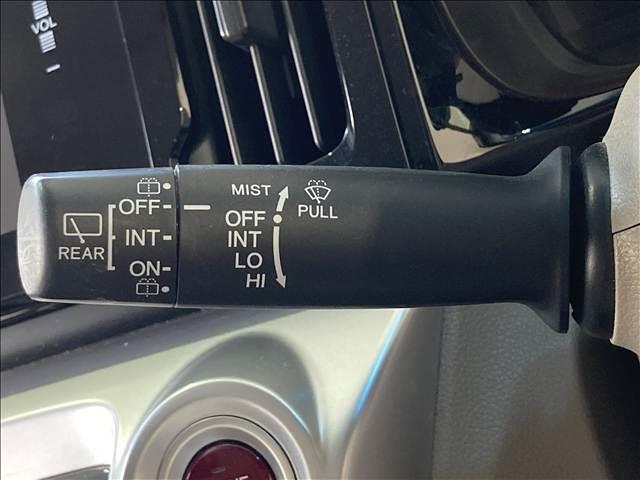 VOL
MIST
OFF
OFF
PULL
REAR
INT
INT
ON
LO
HI